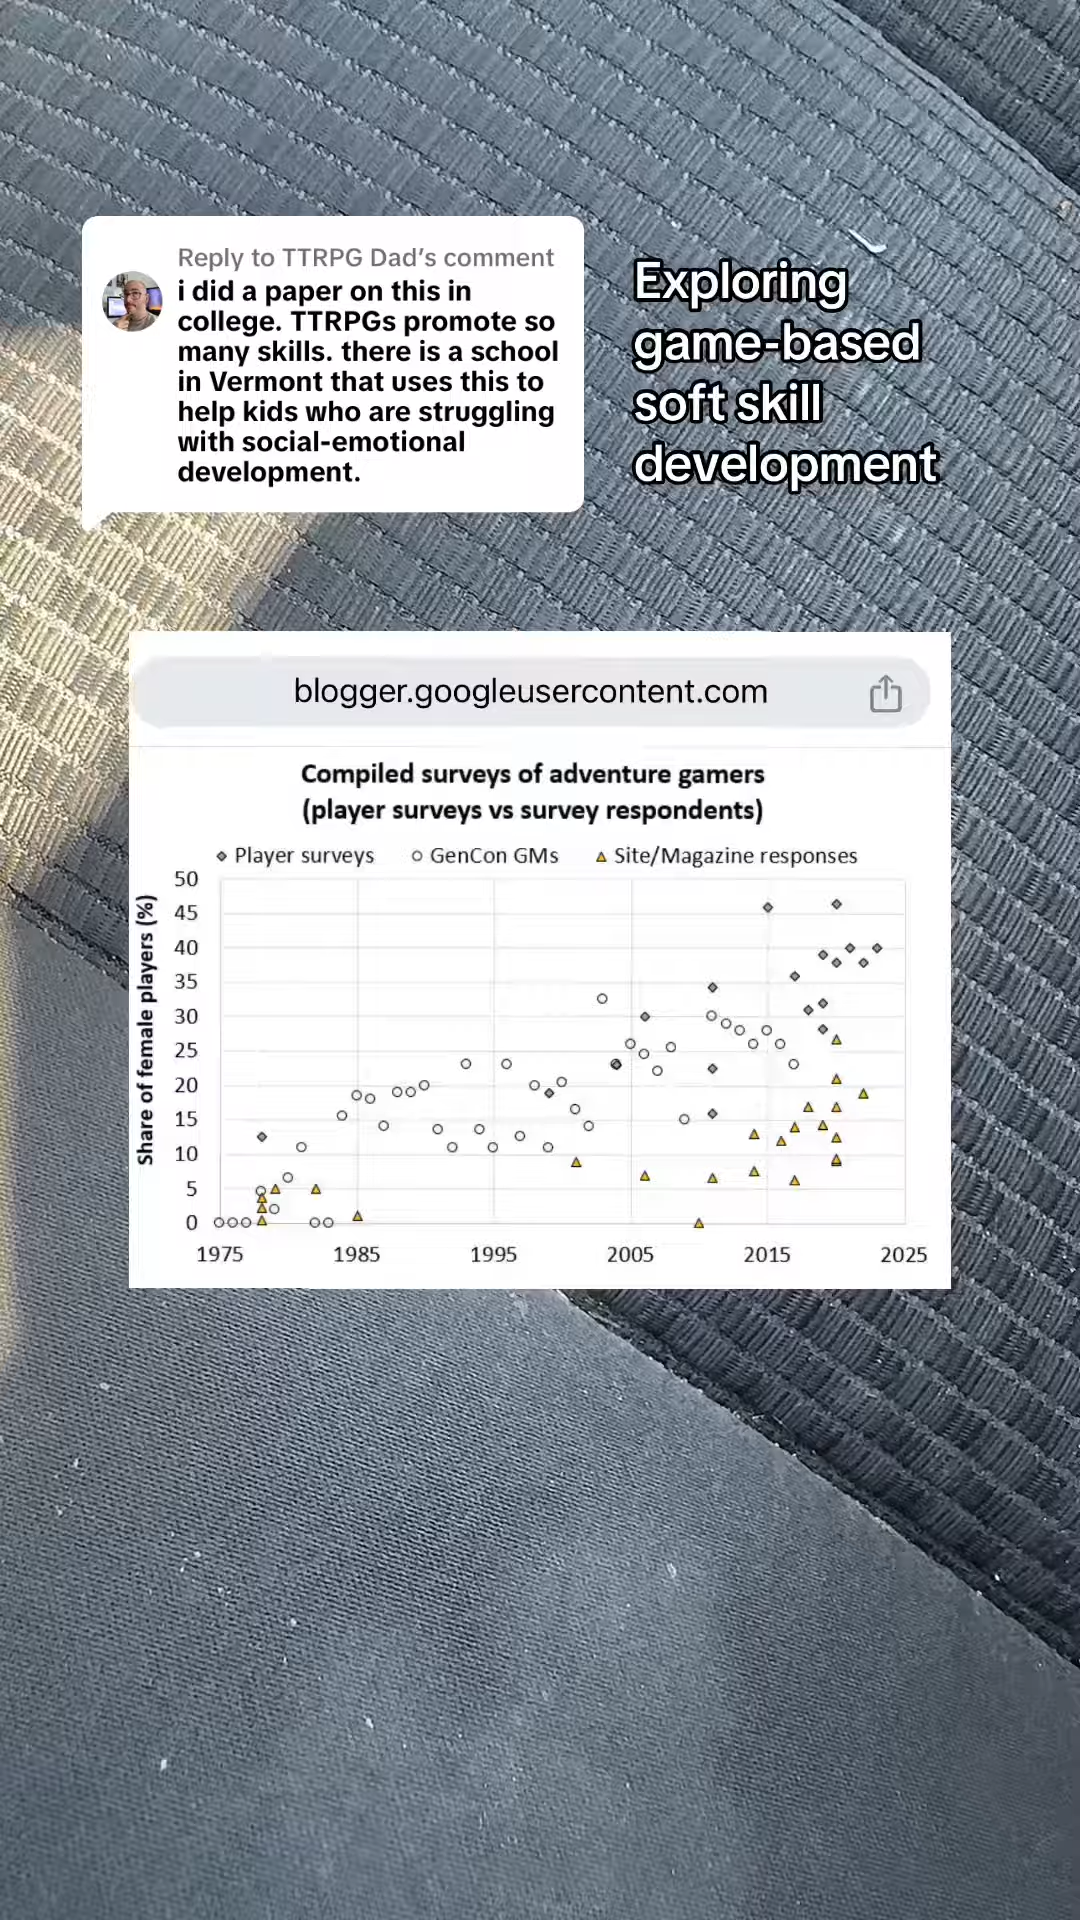 Reply to TTRPG Dad's comment
i did a paper on this in
college. TTRPGs promote so
many skills. there is a school
in Vermont that uses this to
help kids who are struggling
with social-emotional
development.
Exploring
game-based
soft skill
development
blogger.googleusercontent.com
Compiled surveys of adventure gamers
(player surveys vs survey respondents)
Player surveys GenCon GMs Site/Magazine responses
Share of female players (%)
50
45
40
35
30
25
20
15
10
5
0
1975 1985 1995 2005 2015 2025